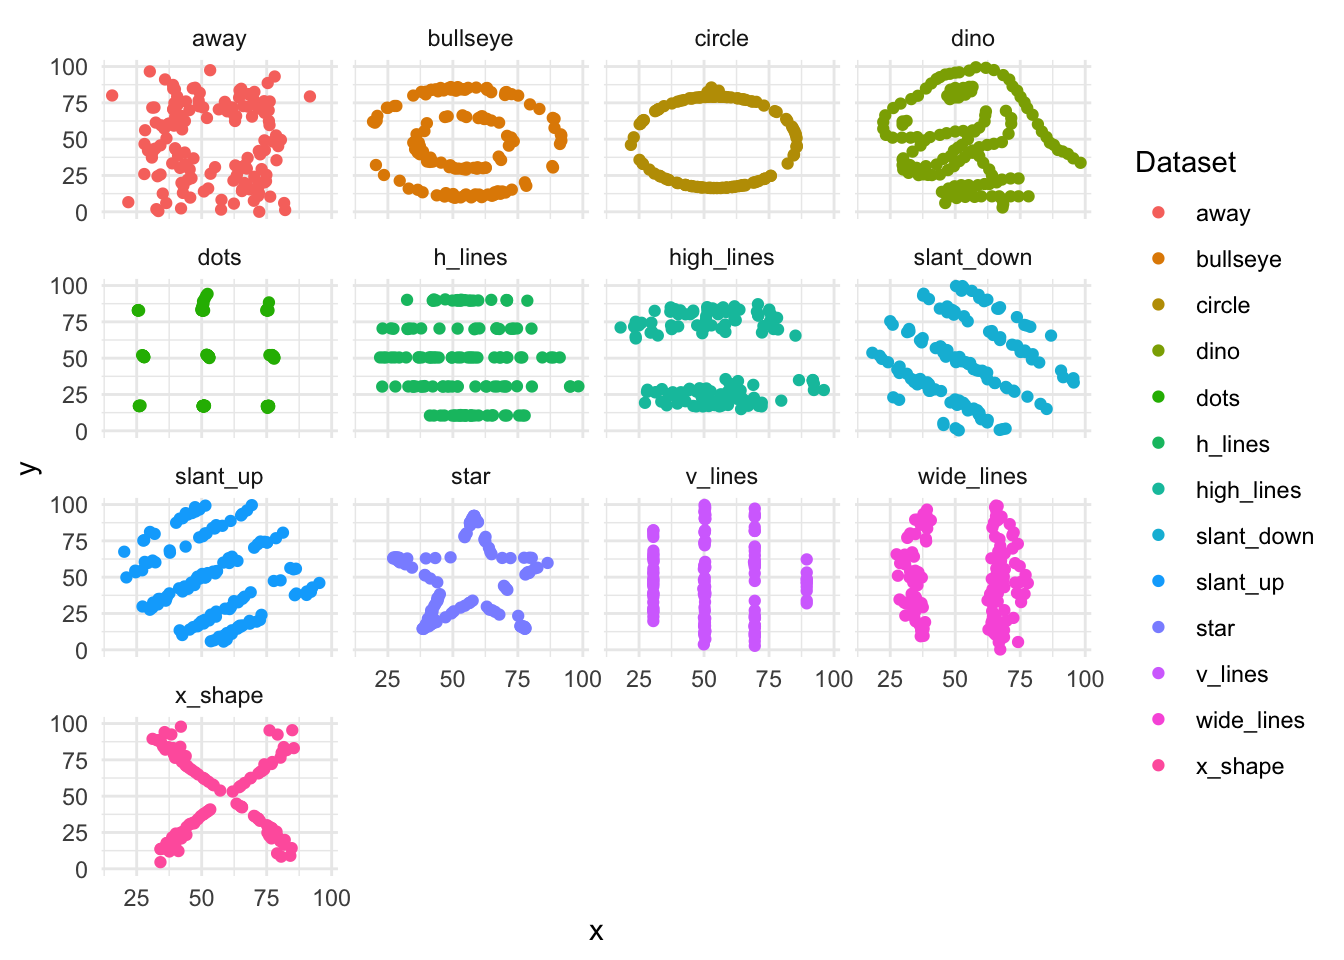 away bullseye circle dino
100
75
50
25
0
dots h_lines high_lines slant_down
100
75
50
25
0
slant_up star v_lines wide_lines
100
75
50
25
0
25 50 75 100 25 50 75 100 25 50 75 100
x_shape
100
75
50
25
0
25 50 75 100
x
y
Dataset
away
bullseye
circle
dino
dots
h_lines
high_lines
slant_down
slant_up
star
v_lines
wide_lines
x_shape